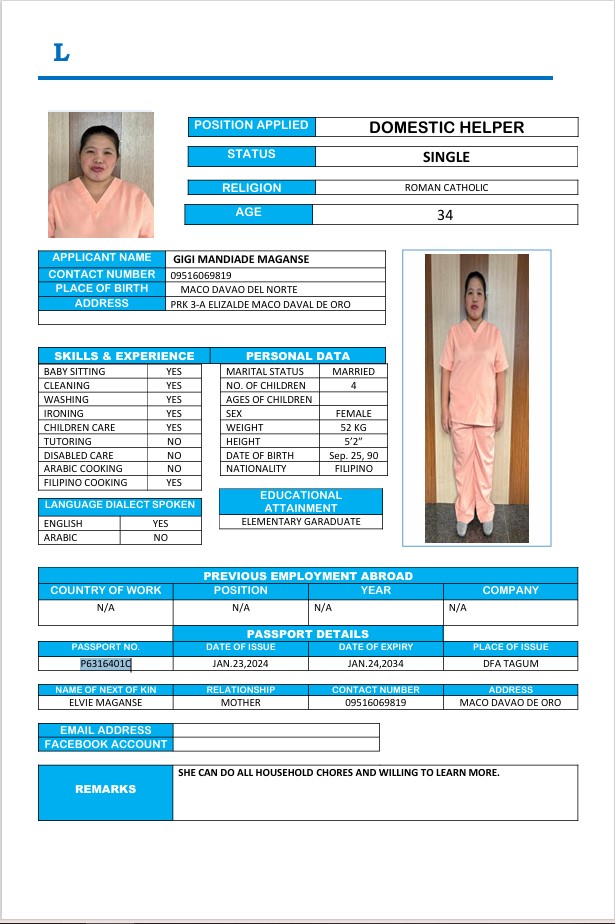 L
POSITION APPLIED DOMESTIC HELPER
STATUS SINGLE
RELIGION ROMAN CATHOLIC
AGE 34
APPLICANT NAME GIGI MANDIADE MAGANSE
CONTACT NUMBER 09516069819
PLACE OF BIRTH MACO DAVAO DEL NORTE
ADDRESS PRK 3-A ELIZALDE MACO DAVAL DE ORO
SKILLS & EXPERIENCE PERSONAL DATA
BABY SITTING YES MARITAL STATUS MARRIED
CLEANING YES NO. OF CHILDREN 4
WASHING YES AGES OF CHILDREN
IRONING YES SEX FEMALE
CHILDREN CARE YES WEIGHT 52 KG
TUTORING NO HEIGHT 5’2”
DISABLED CARE NO DATE OF BIRTH Sep. 25, 90
ARABIC COOKING NO NATIONALITY FILIPINO
FILIPINO COOKING YES
LANGUAGE DIALECT SPOKEN
ENGLISH YES
ARABIC NO
EDUCATIONAL
ATTAINMENT
ELEMENTARY GARADUATE
PREVIOUS EMPLOYMENT ABROAD
COUNTRY OF WORK POSITION YEAR COMPANY
N/A N/A N/A N/A
PASSPORT DETAILS
PASSPORT NO. DATE OF ISSUE DATE OF EXPIRY PLACE OF ISSUE
P6316401C JAN.23,2024 JAN.24,2034 DFA TAGUM
NAME OF NEXT OF KIN RELATIONSHIP CONTACT NUMBER ADDRESS
ELVIE MAGANSE MOTHER 09516069819 MACO DAVAO DE ORO
EMAIL ADDRESS
FACEBOOK ACCOUNT
REMARKS SHE CAN DO ALL HOUSEHOLD CHORES AND WILLING TO LEARN MORE.